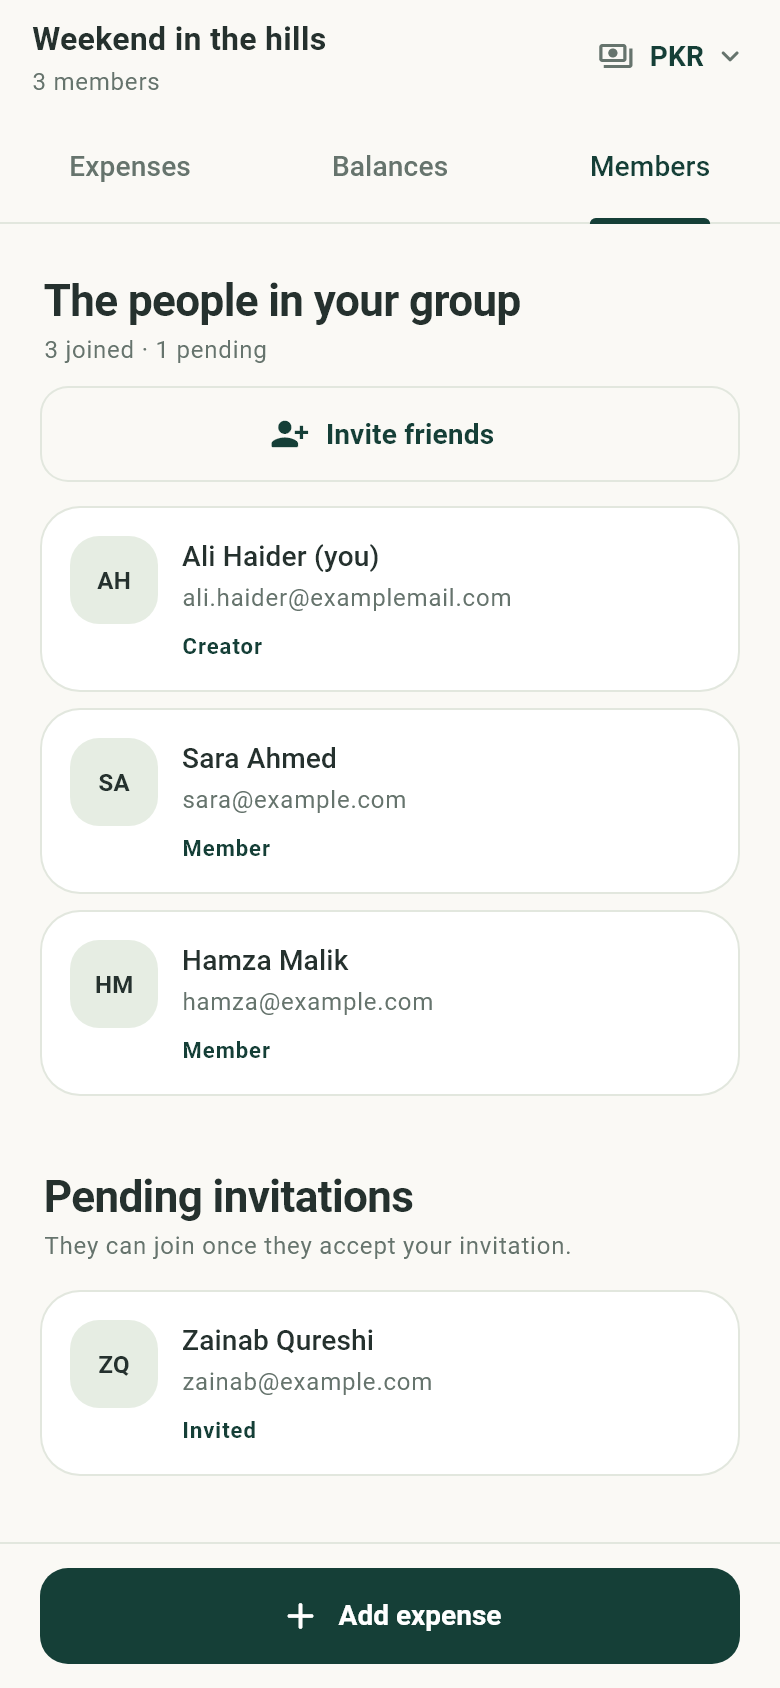 Weekend in the hills
3 members
PKR
Expenses
Balances
Members
The people in your group
3 joined · 1 pending
Invite friends
AH
Ali Haider (you)
ali.haider@examplemail.com
Creator
SA
Sara Ahmed
sara@example.com
Member
HM
Hamza Malik
hamza@example.com
Member
Pending invitations
They can join once they accept your invitation.
ZQ
Zainab Qureshi
zainab@example.com
Invited
Add expense